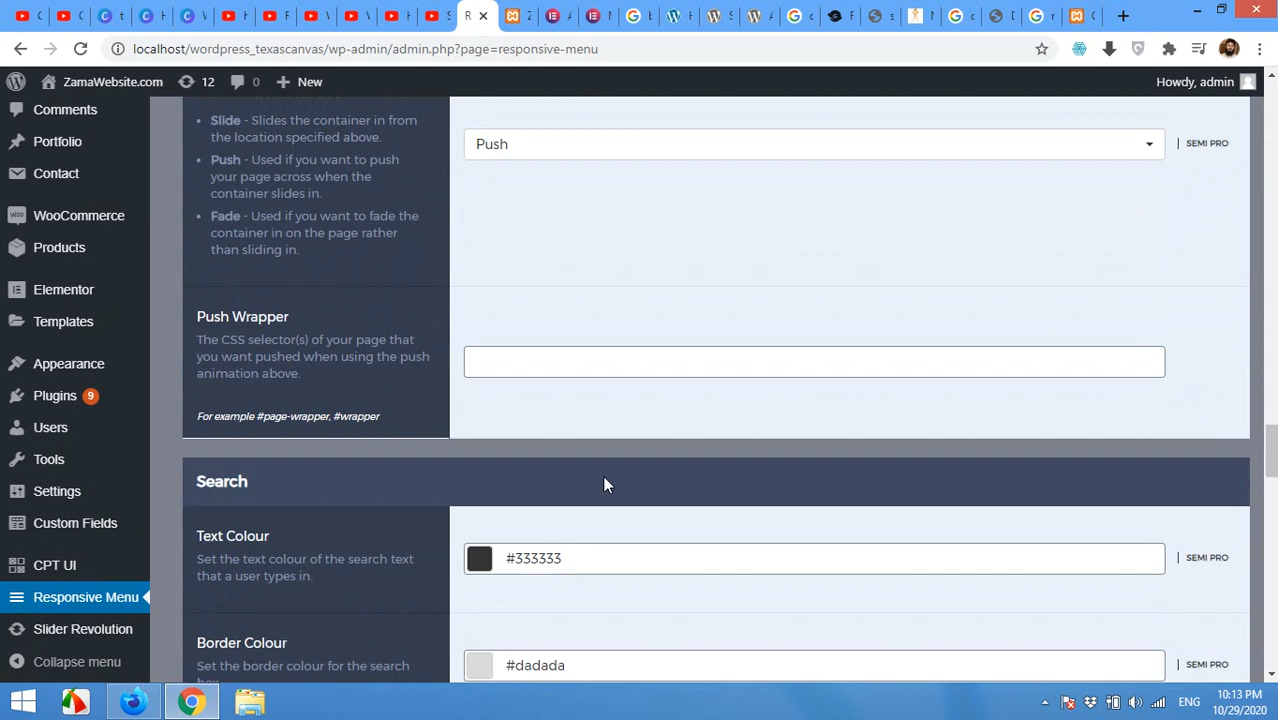 localhost/wordpress_texascanvas/wp-admin/admin.php?page=responsive-menu
ZamaWebsite.com
12
0
New
Howdy, admin
Comments
Portfolio
Contact
WooCommerce
Products
Elementor
Templates
Appearance
Plugins 9
Users
Tools
Settings
Custom Fields
CPT UI
Responsive Menu
Slider Revolution
Collapse menu
• Slide - Slides the container in from
the location specified above.
• Push - Used if you want to push
your page across when the
container slides in.
• Fade - Used if you want to fade the
container in on the page rather
than sliding in.
Push
SEMI PRO
Push Wrapper
The CSS selector(s) of your page that
you want pushed when using the push
animation above.
For example #page-wrapper, #wrapper
Search
Text Colour
Set the text colour of the search text
that a user types in.
#333333
SEMI PRO
Border Colour
Set the border colour for the search
#dadada
SEMI PRO
ENG
10:13 PM
10/29/2020